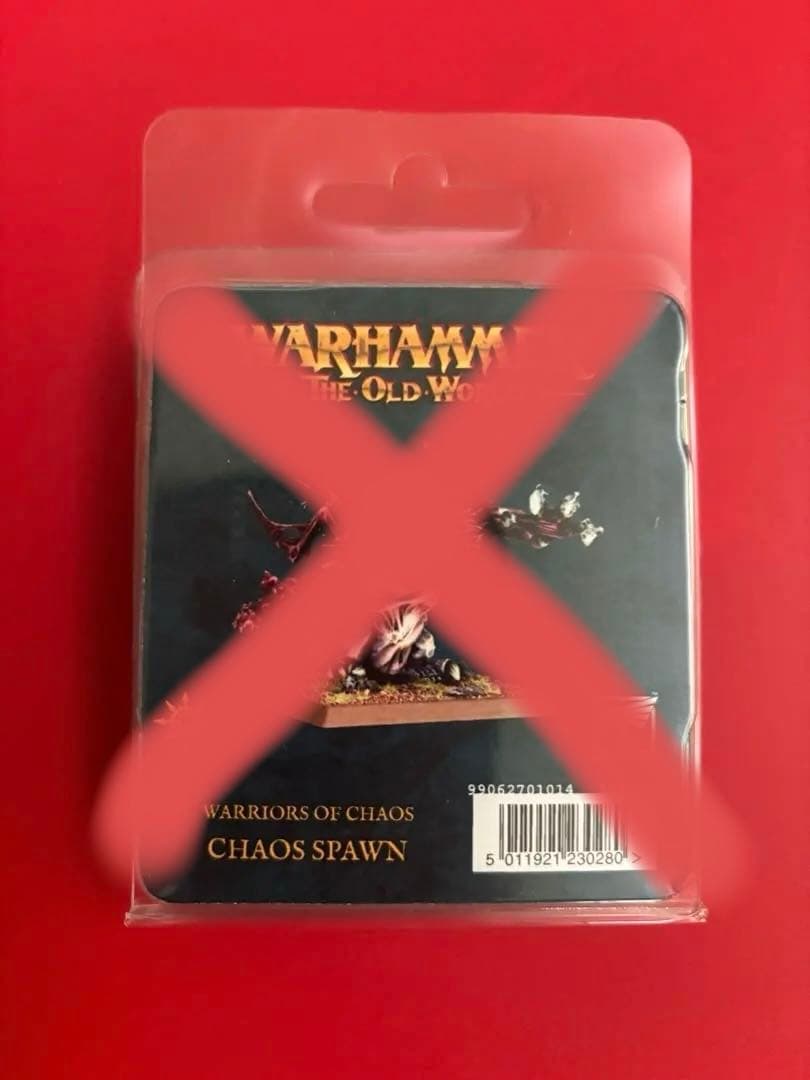 WARHAMM
THE·OLD·WO
99062701014
WARRIORS OF CHAOS
CHAOS SPAWN
5 011921 230280 >